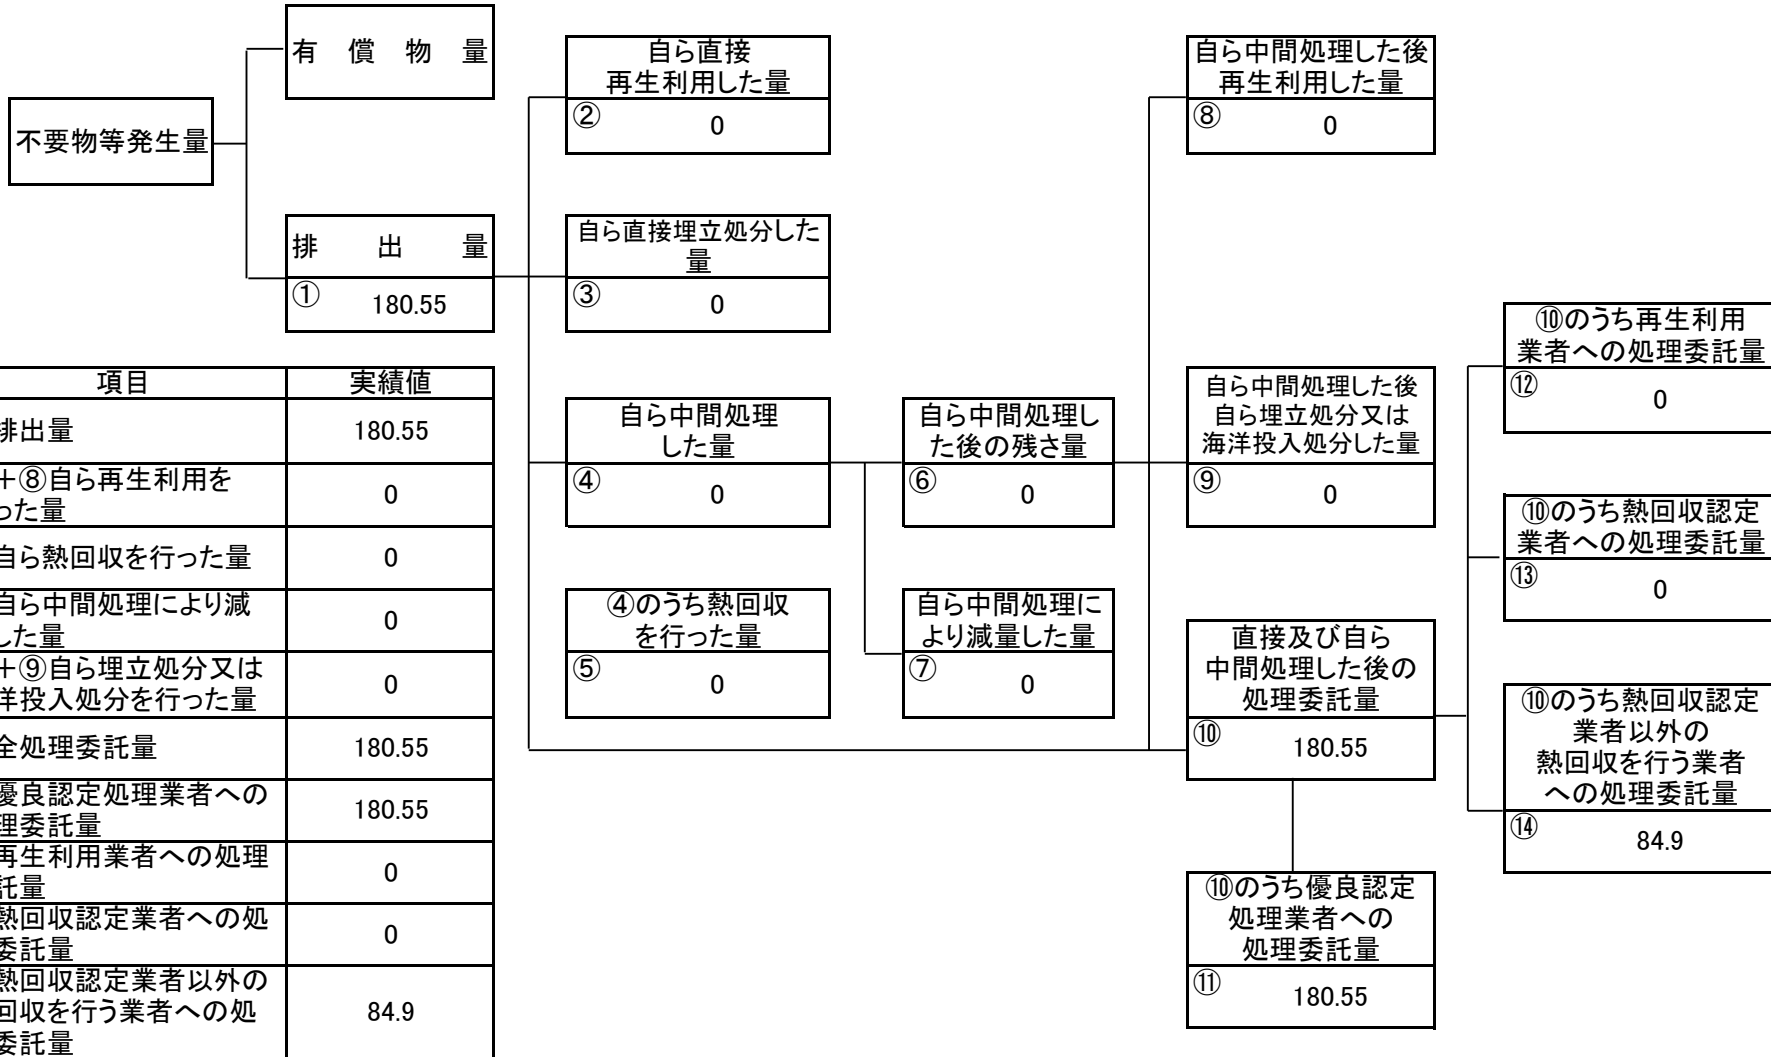 有償物量
不要物等発生量
排出量
① 180.55
自ら直接
再生利用した量
② 0
自ら直接埋立処分した
量
③ 0
自ら中間処理
した量
④ 0
④のうち熱回収
を行った量
⑤ 0
自ら中間処理し
た後の残さ量
⑥ 0
自ら中間処理に
より減量した量
⑦ 0
自ら中間処理した後
再生利用した量
⑧ 0
自ら中間処理した後
自ら埋立処分又は
海洋投入処分した量
⑨ 0
直接及び自ら
中間処理した後の
処理委託量
⑩ 180.55
⑩のうち優良認定
処理業者への
処理委託量
⑪ 180.55
⑩のうち再生利用
業者への処理委託量
⑫ 0
⑩のうち熱回収認定
業者への処理委託量
⑬ 0
⑩のうち熱回収認定
業者以外の
熱回収を行う業者
への処理委託量
⑭ 84.9
項目 実績値
排出量 180.55
+⑧自ら再生利用を
った量 0
自ら熱回収を行った量 0
自ら中間処理により減
した量 0
+⑨自ら埋立処分又は
洋投入処分を行った量 0
全処理委託量 180.55
優良認定処理業者への
理委託量 180.55
再生利用業者への処理
託量 0
熱回収認定業者への処
委託量 0
熱回収認定業者以外の
回収を行う業者への処
委託量 84.9